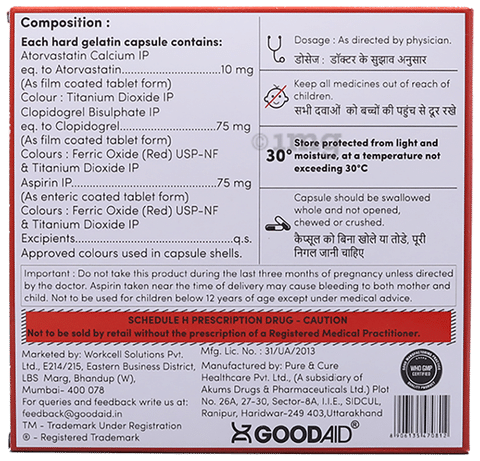 Composition :
Each hard gelatin capsule contains:
Atorvastatin Calcium IP
eq. to Atorvastatin..........................10 mg
(As film coated tablet form)
Colour : Titanium Dioxide IP
Clopidogrel Bisulphate IP
eq. to Clopidogrel...........................75 mg
(As film coated tablet form)
Colours : Ferric Oxide (Red) USP-NF
& Titanium Dioxide IP
Aspirin IP........................................75 mg
(As enteric coated tablet form)
Colours : Ferric Oxide (Red) USP-NF
& Titanium Dioxide IP
Excipients...........................................q.s.
Approved colours used in capsule shells.
Dosage : As directed by physician.
डोसेज : डॉक्टर के सुझाव अनुसार
Keep all medicines out of reach of
children.
सभी दवाओं को बच्चों की पहुंच से दूर रखे
30° Store protected from light and
moisture, at a temperature not
exceeding 30°C
Capsule should be swallowed
whole and not opened,
chewed or crushed.
कैप्सूल को बिना खोले या तोडे, पूरी
निगल जानी चाहिए
©1mg
Important : Do not take this product during the last three months of pregnancy unless directed
by the doctor. Aspirin taken near the time of delivery may cause bleeding to both mother and
child. Not to be used for children below 12 years of age except under medical advice.
SCHEDULE H PRESCRIPTION DRUG - CAUTION
Not to be sold by retail without the prescription of a Registered Medical Practitioner.
Marketed by: Workcell Solutions Pvt.
Ltd., E214/215, Eastern Business District,
LBS Marg, Bhandup (W),
Mumbai- 400 078
For queries and feedback write us at:
feedback@goodaid.in
TM - Trademark Under Registration
® - Registered Trademark
Mfg. Lic. No. : 31/UA/2013
Manufactured by: Pure & Cure
Healthcare Pvt. Ltd., (A subsidiary of
Akums Drugs & Pharmaceuticals Ltd.) Plot
No. 26A, 27-30, Sector-8A, I.I.E., SIDCUL,
Ranipur, Haridwar-249 403,Uttarakhand
GOODAID®
WHO GMP
CERTIFIED
8 906135 470812